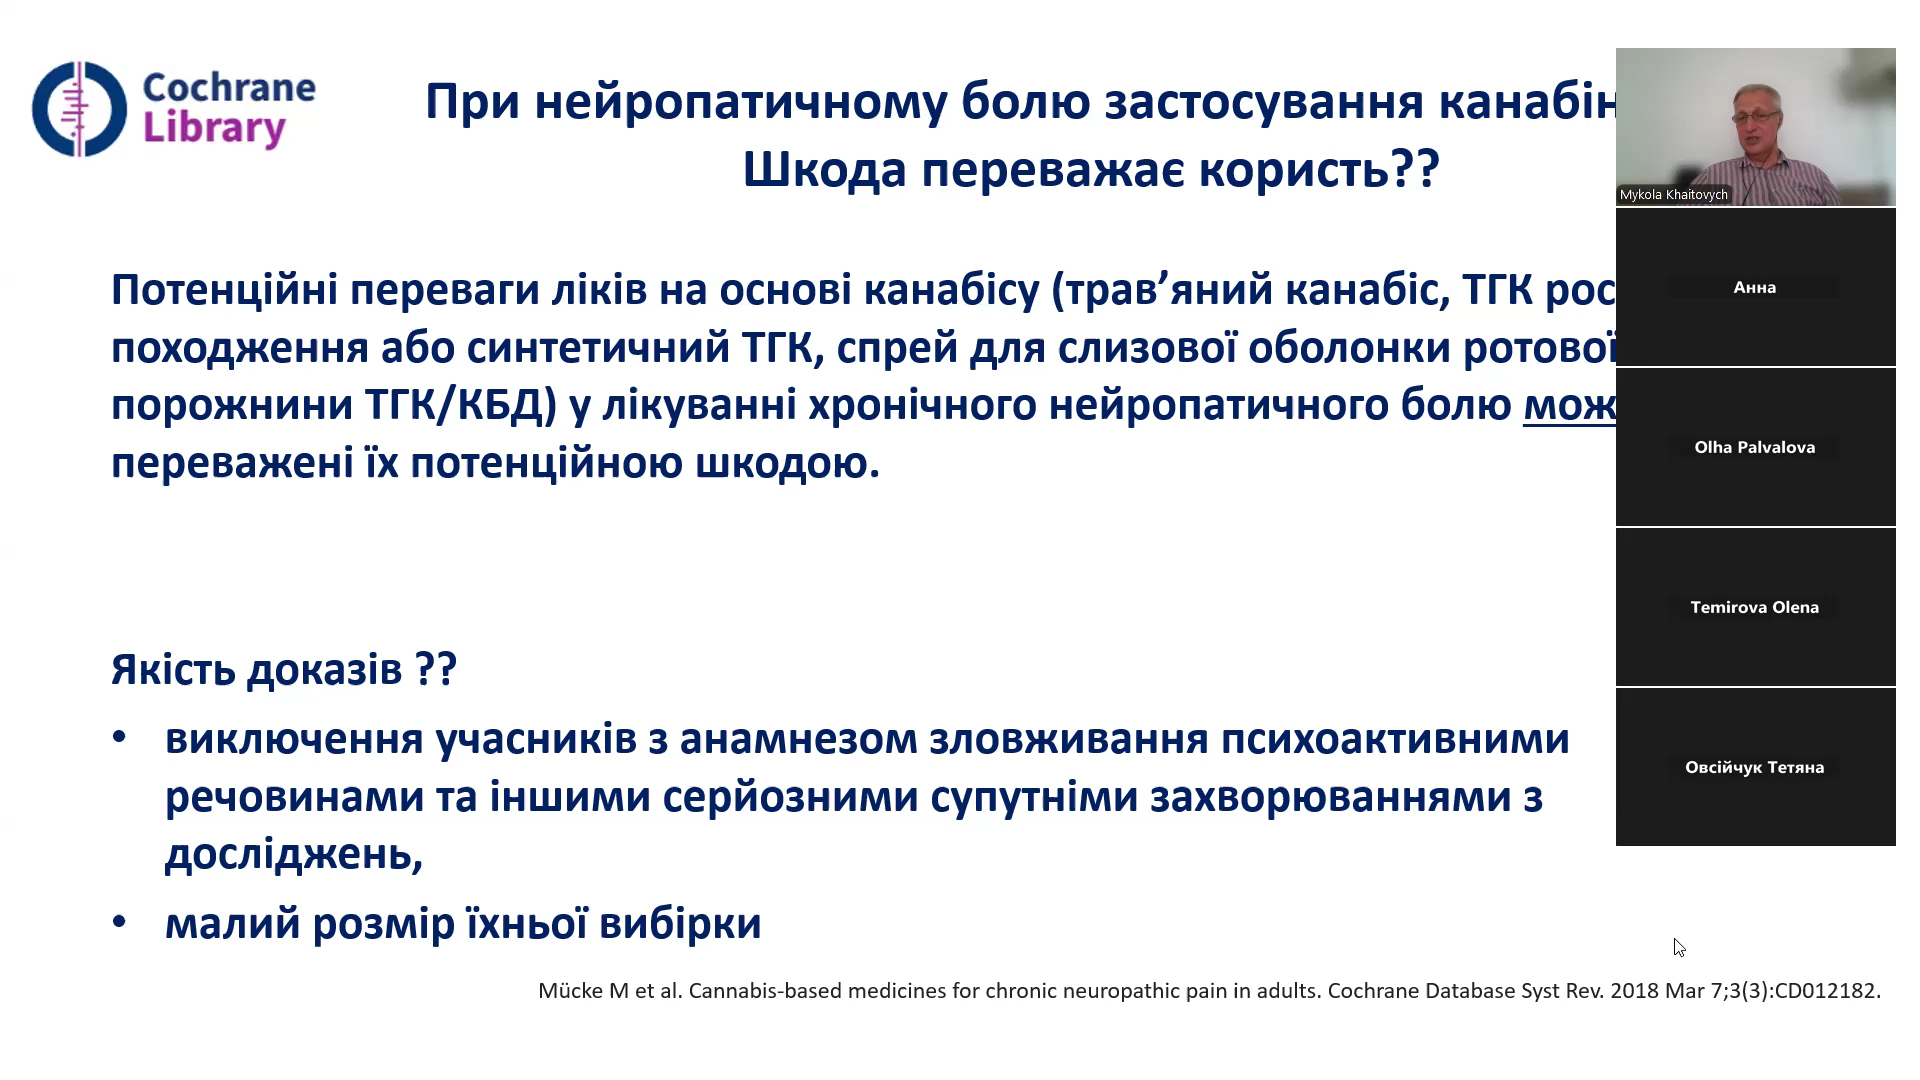 Cochrane
Library
При нейропатичному болю застосування
Шкода переважає користь??
Потенційні переваги ліків на основі канабісу (трав’яний канабіс, ТГК
походження або синтетичний ТГК, спрей для слизової оболонки ротової
порожнини ТГК/КБД) у лікуванні хронічного нейропатичного болю
переважені їх потенційною шкодою.
Якість доказів ??
• виключення учасників з анамнезом зловживання психоактивними
речовинами та іншими серйозними супутніми захворюваннями з
досліджень,
• малий розмір їхньої вибірки
Mücke M et al. Cannabis-based medicines for chronic neuropathic pain in adults. Cochrane Database Syst Rev. 2018 Mar 7;3(3):CD012182.
Mykola Khaitovych
Анна
Olha Palvalova
Temirova Olena
Овсійчук Тетяна